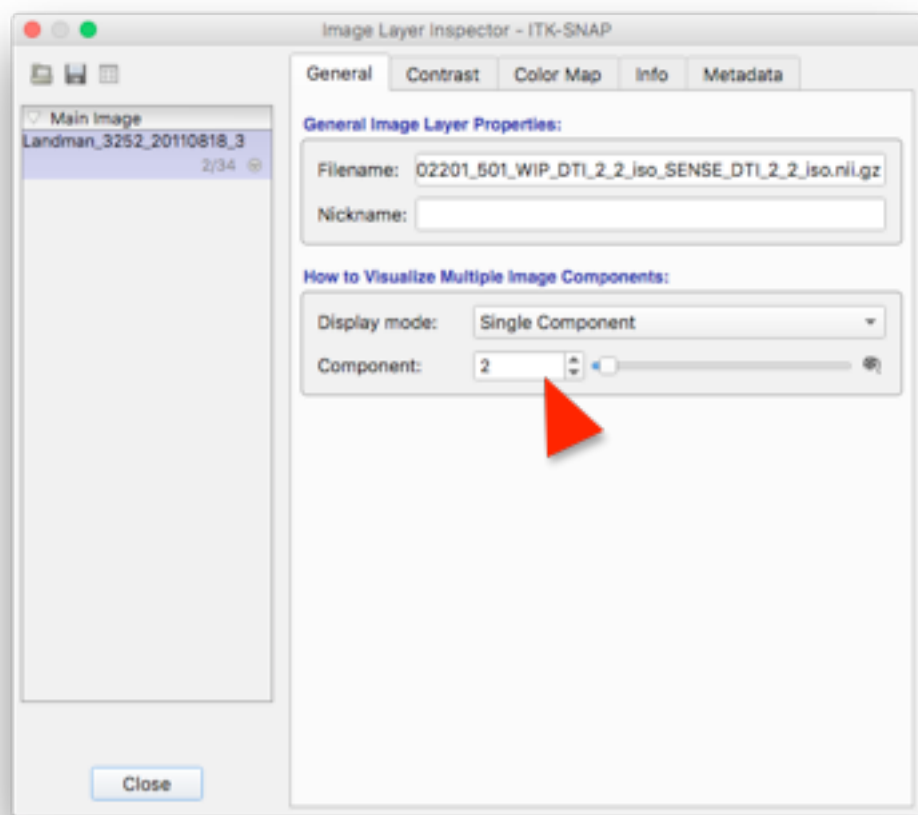 Image Layer Inspector - ITK-SNAP
General Contrast Color Map Info Metadata
Main Image
Landman_3252_20110818_3
2/34
General Image Layer Properties:
Filename: 02201_501_WIP_DTI_2_2_iso_SENSE_DTI_2_2_iso.nii.gz
Nickname:
How to Visualize Multiple Image Components:
Display mode: Single Component
Component: 2
Close